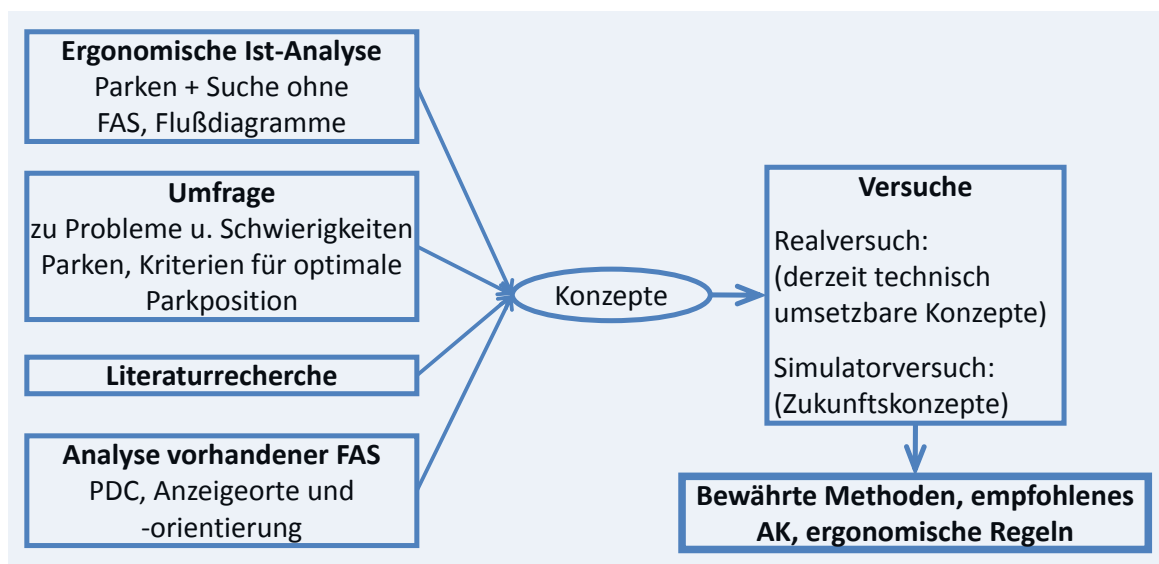 Ergonomische Ist-Analyse
Parken + Suche ohne
FAS, Flußdiagramme
Umfrage
zu Probleme u. Schwierigkeiten
Parken, Kriterien für optimale
Parkposition
Literaturrecherche
Analyse vorhandener FAS
PDC, Anzeigeorte und
-orientierung
Konzepte
Versuche
Realversuch:
(derzeit technisch
umsetzbare Konzepte)
Simulatorversuch:
(Zukunftskonzepte)
Bewährte Methoden, empfohlenes
AK, ergonomische Regeln